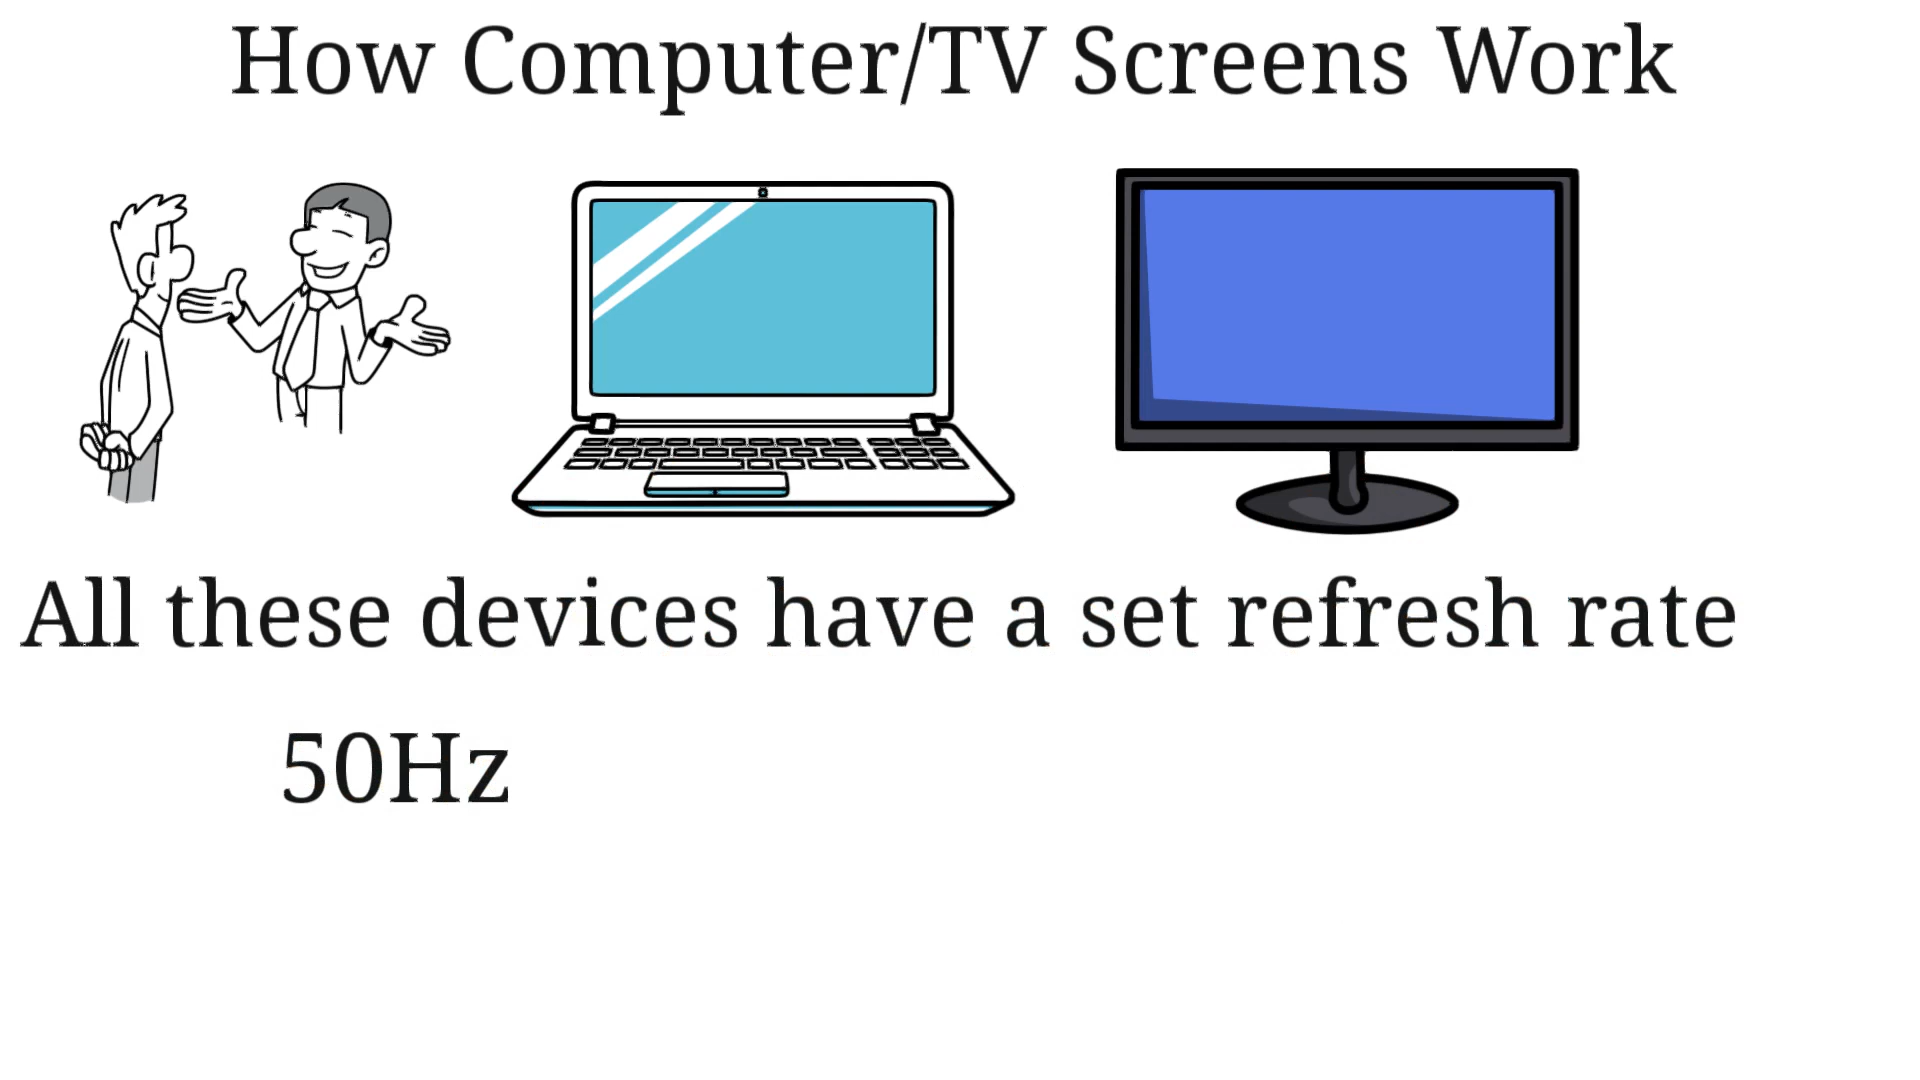 How Computer/TV Screens Work
All these devices have a set refresh rate
50Hz